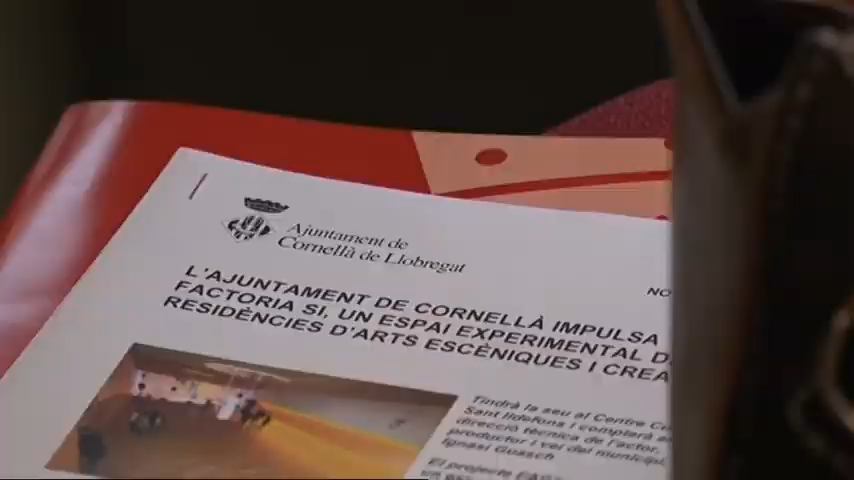 Ajuntament de
Cornellà de Llobregat
NO
L'AJUNTAMENT DE CORNELLÀ IMPULSA
FACTORIA SI, UN ESPAI EXPERIMENTAL D
RESIDÈNCIES D'ARTS ESCÈNIQUES I CREA
Tindrà la seu al Centre Cu
Sant Ildefons i comptarà a
direcció tècnica de l'actor,
productor i veí del municipi,
Ignasi Guasch
El projecte